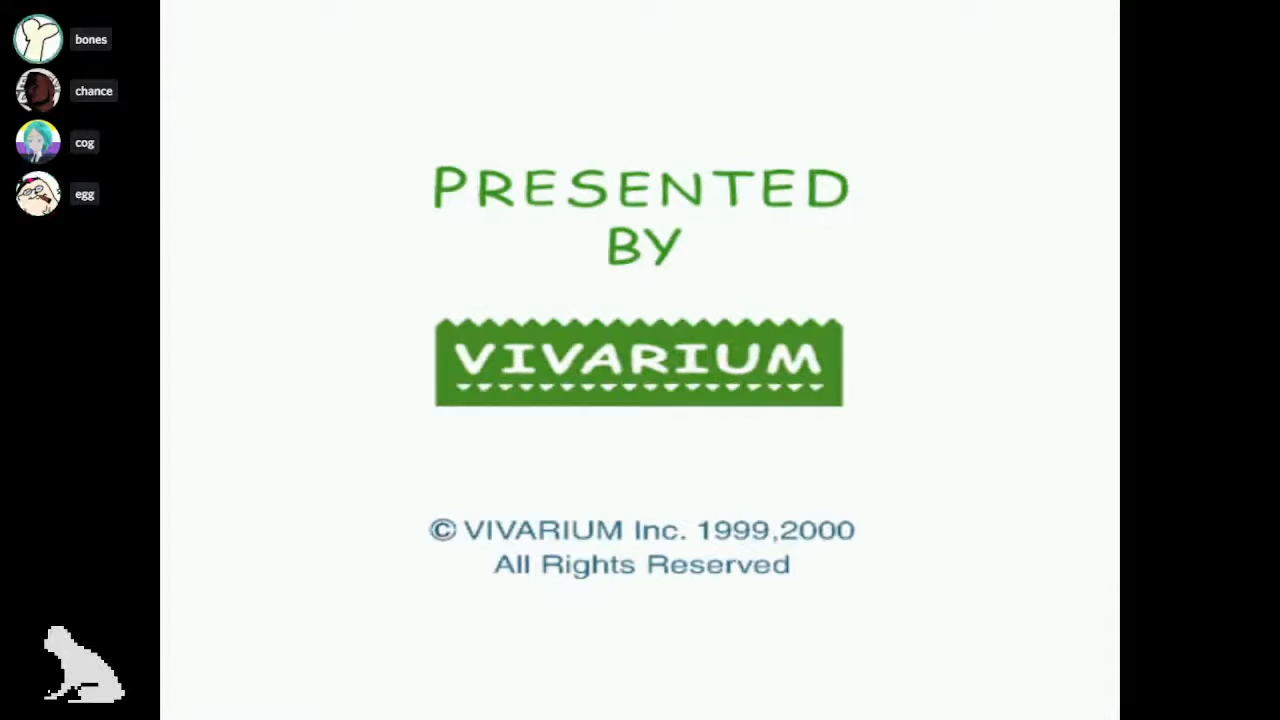 bones
chance
cog
egg
PRESENTED
BY
VIVARIUM
© VIVARIUM Inc. 1999,2000
All Rights Reserved